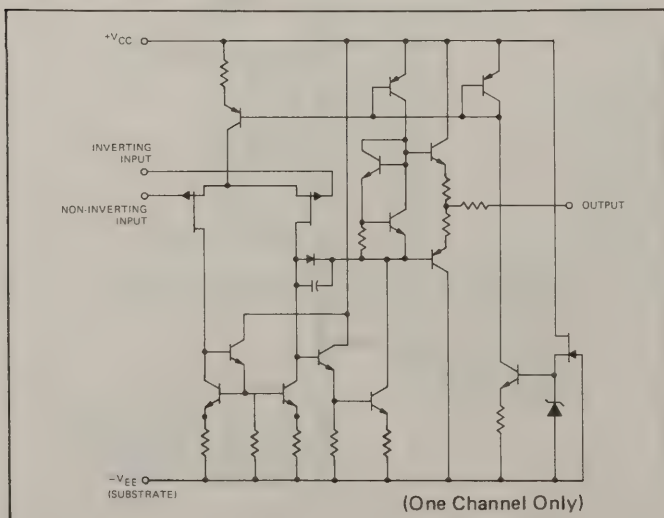 +VCC
INVERTING
INPUT
NON-INVERTING
INPUT
OUTPUT
-VEE
(SUBSTRATE)
(One Channel Only)